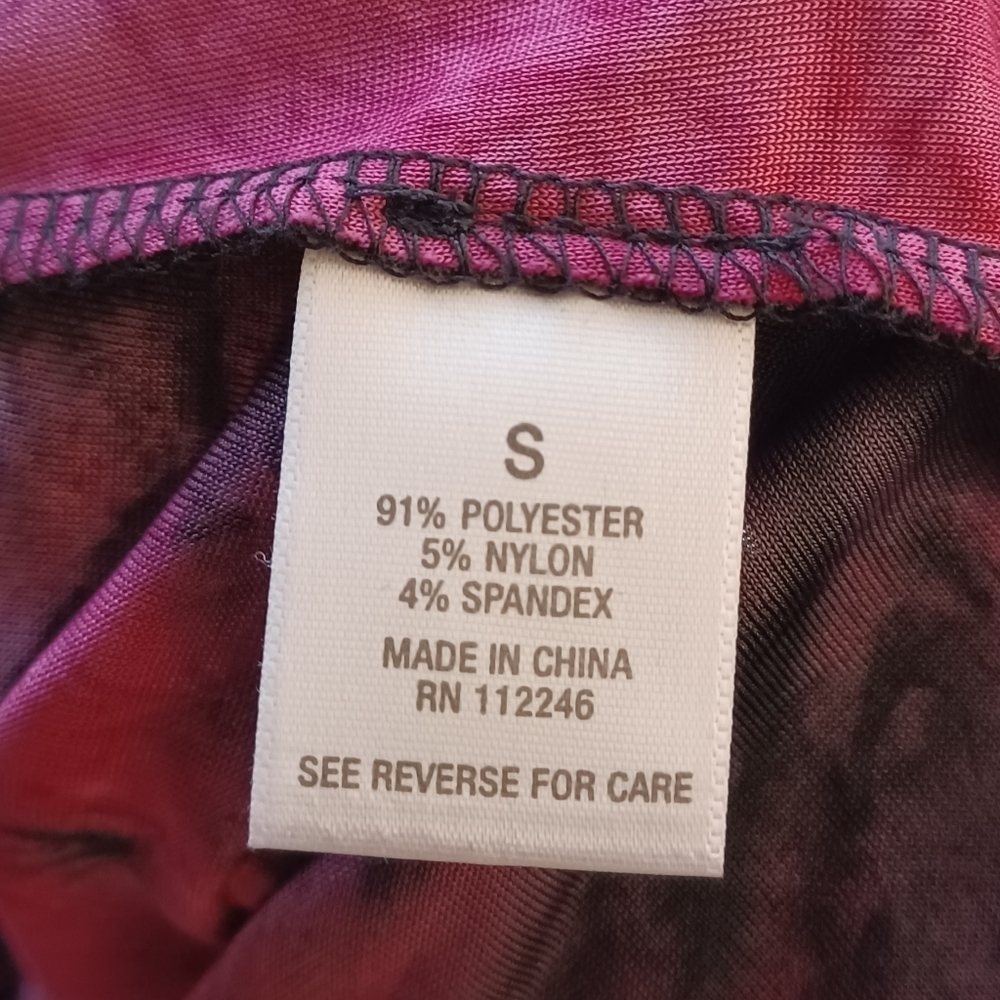 S
91% POLYESTER
5% NYLON
4% SPANDEX
MADE IN CHINA
RN 112246
SEE REVERSE FOR CARE